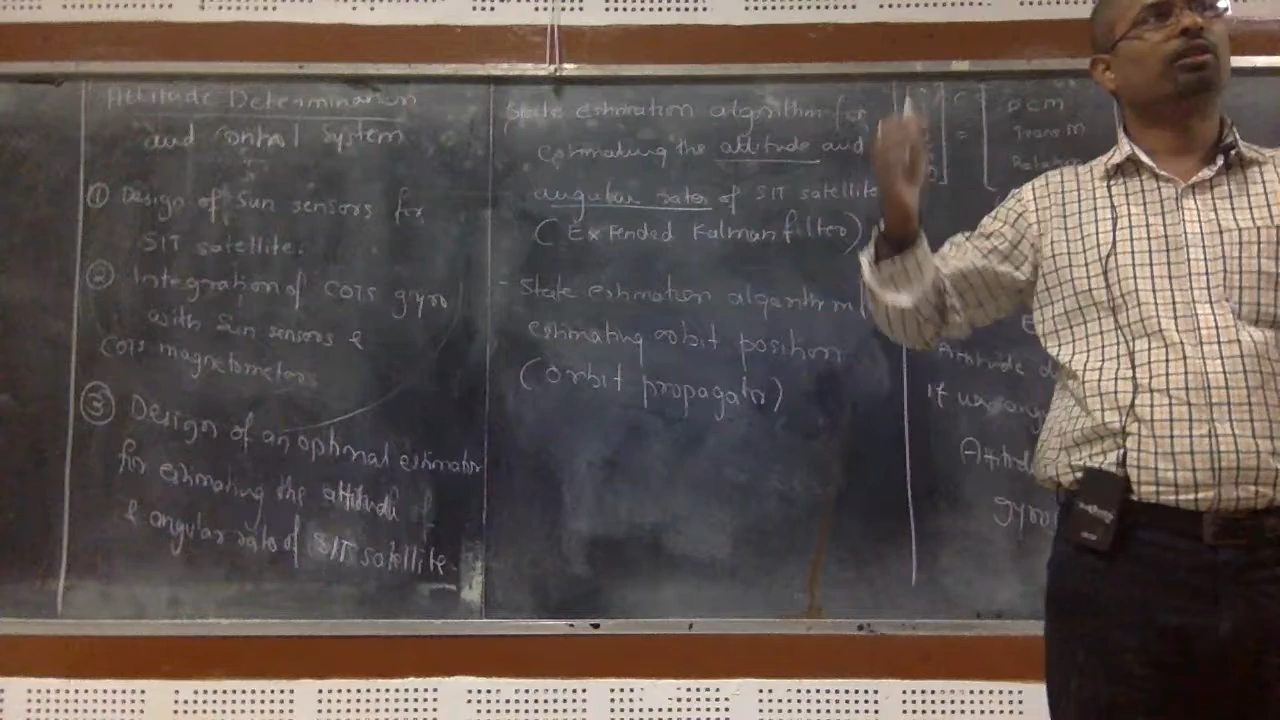 Attitude Determination
and Control System
① Design of Sun sensors for
SIT satellite.
② Integration of COTS gyro
with Sun sensors &
COTS magnetometers
③ Design of an optimal estimator
for estimating the attitude
& angular rates of SIT satellite.
State estimation algorithm for
estimating the attitude and
angular rates of SIT satellite
(Extended Kalman filter)
- State estimation algorithm
estimating orbit position
(orbit propagator)
= DCM
Trans M
Attitude
gyro